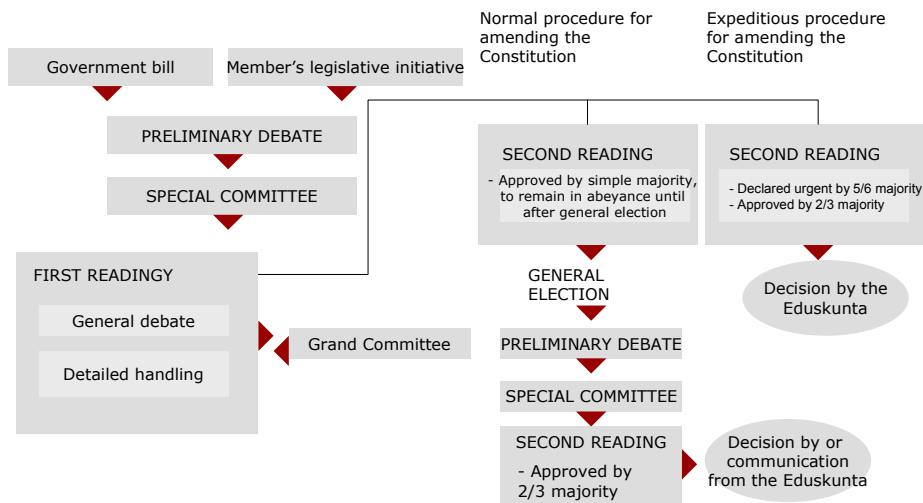 Normal procedure for
amending the
Constitution
Expeditious procedure
for amending the
Constitution
Government bill
Member’s legislative initiative
PRELIMINARY DEBATE
SPECIAL COMMITTEE
FIRST READINGY
General debate
Detailed handling
Grand Committee
SECOND READING
- Approved by simple majority,
to remain in abeyance until
after general election
GENERAL
ELECTION
PRELIMINARY DEBATE
SPECIAL COMMITTEE
SECOND READING
- Approved by
2/3 majority
Decision by or
communication
from the Eduskunta
SECOND READING
- Declared urgent by 5/6 majority
- Approved by 2/3 majority
Decision by the
Eduskunta